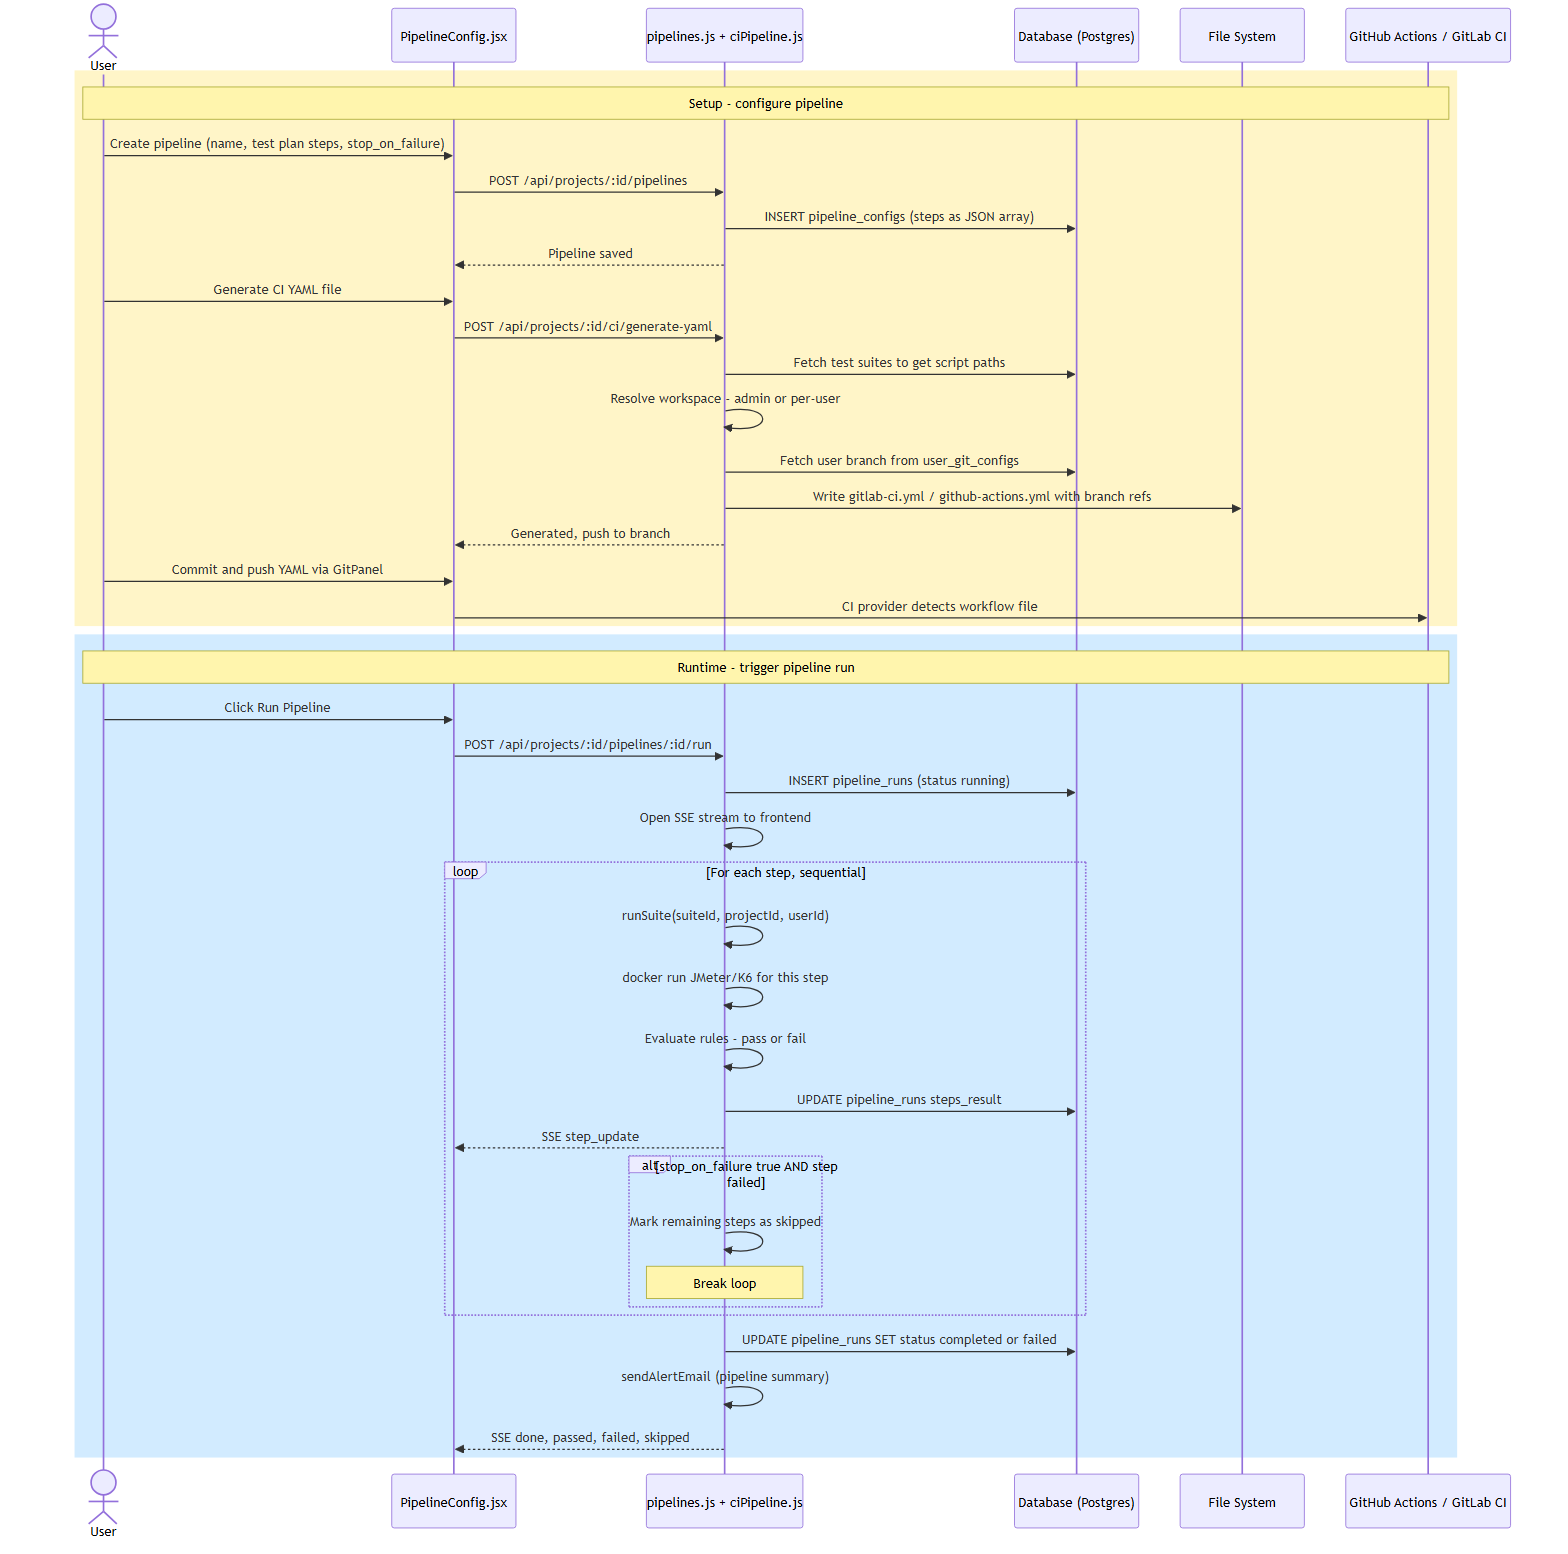 User
PipelineConfig.jsx
pipelines.js + ciPipeline.js
Database (Postgres)
File System
GitHub Actions / GitLab CI
Setup - configure pipeline
Create pipeline (name, test plan steps, stop_on_failure)
POST /api/projects/:id/pipelines
INSERT pipeline_configs (steps as JSON array)
Pipeline saved
Generate CI YAML file
POST /api/projects/:id/ci/generate-yaml
Fetch test suites to get script paths
Resolve workspace - admin or per-user
Fetch user branch from user_git_configs
Write gitlab-ci.yml / github-actions.yml with branch refs
Generated, push to branch
Commit and push YAML via GitPanel
CI provider detects workflow file
Runtime - trigger pipeline run
Click Run Pipeline
POST /api/projects/:id/pipelines/:id/run
INSERT pipeline_runs (status running)
Open SSE stream to frontend
loop
[For each step, sequential]
runSuite(suiteId, projectId, userId)
docker run JMeter/K6 for this step
Evaluate rules - pass or fail
UPDATE pipeline_runs steps_result
SSE step_update
alt
[stop_on_failure true AND step
failed]
Mark remaining steps as skipped
Break loop
UPDATE pipeline_runs SET status completed or failed
sendAlertEmail (pipeline summary)
SSE done, passed, failed, skipped
User
PipelineConfig.jsx
pipelines.js + ciPipeline.js
Database (Postgres)
File System
GitHub Actions / GitLab CI